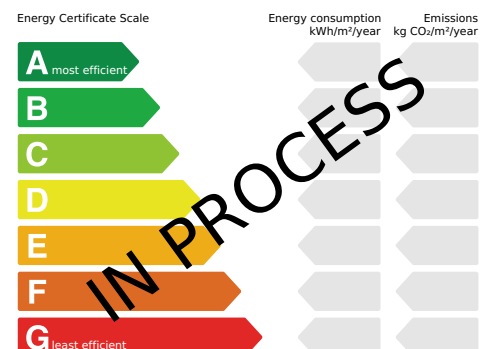 Energy Certificate Scale
Energy consumption
kWh/m²/year
Emissions
kg CO₂/m²/year
A most efficient
B
C
D
E
F
G least efficient
IN PROCESS